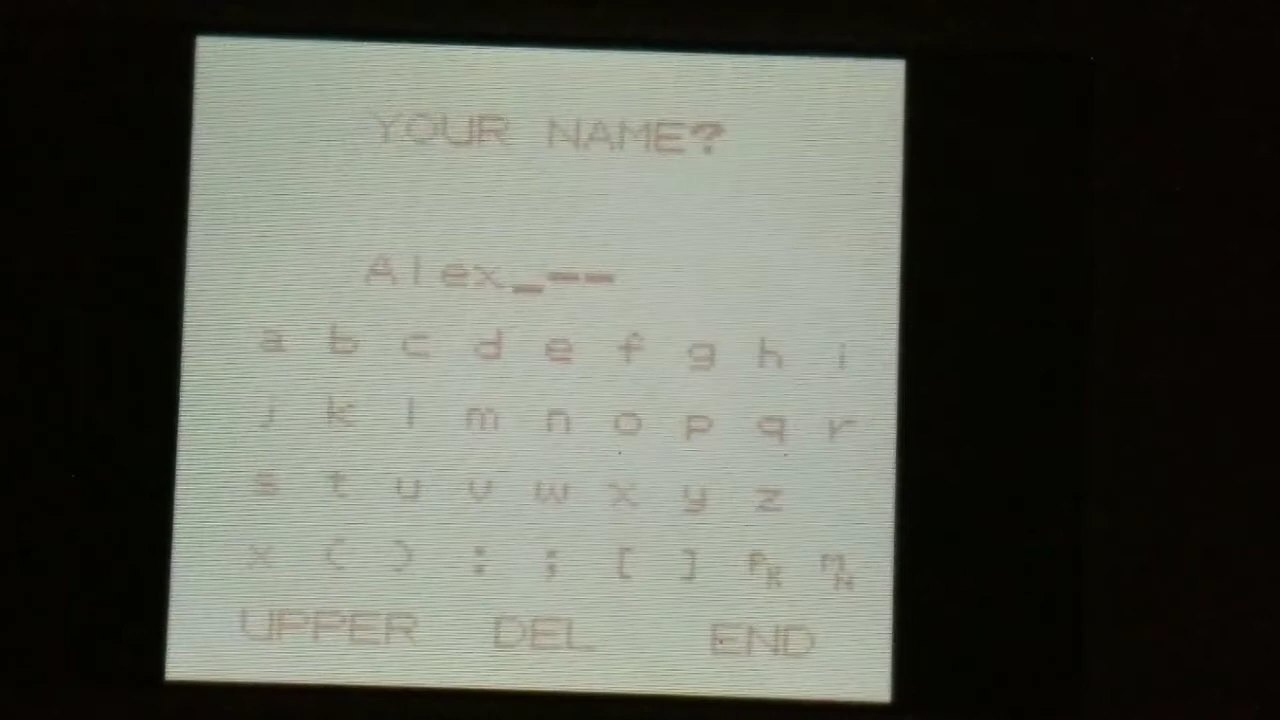 YOUR NAME?
Alex_--
a b c d e f g h i
j k l m n o p q r
s t u v w x y z
× ( ) : ; [ ] PK MN
UPPER DEL END